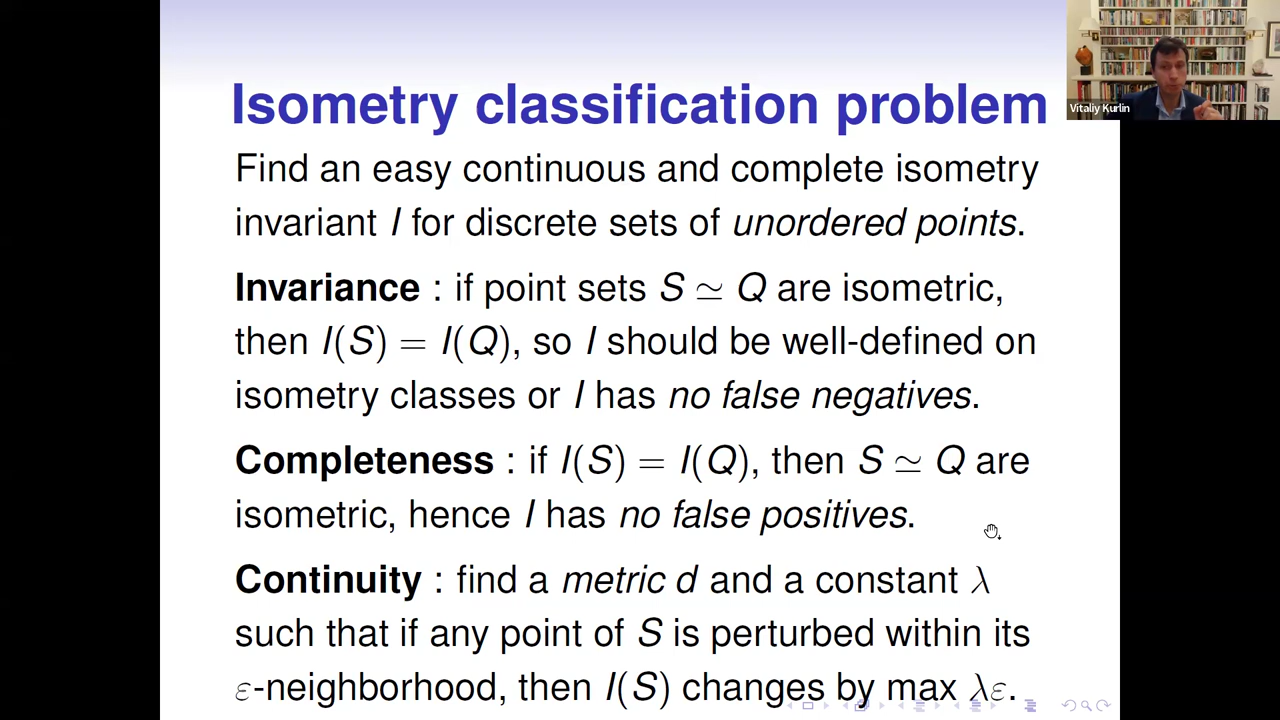 Isometry classification problem
Vitaliy Kurlin
Find an easy continuous and complete isometry
invariant I for discrete sets of unordered points.
Invariance : if point sets S ≃ Q are isometric,
then I(S) = I(Q), so I should be well-defined on
isometry classes or I has no false negatives.
Completeness : if I(S) = I(Q), then S ≃ Q are
isometric, hence I has no false positives.
Continuity : find a metric d and a constant λ
such that if any point of S is perturbed within its
ε-neighborhood, then I(S) changes by max λε.